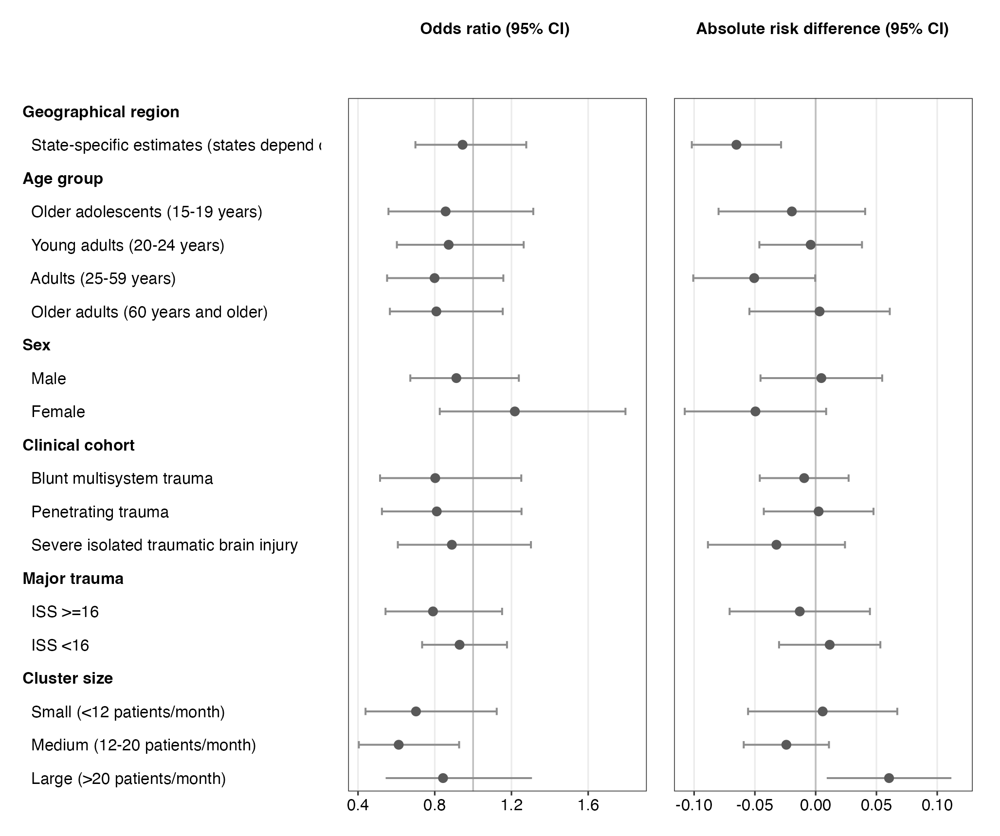 Odds ratio (95% CI)
Absolute risk difference (95% CI)
Geographical region
State-specific estimates (states depend
Age group
Older adolescents (15-19 years)
Young adults (20-24 years)
Adults (25-59 years)
Older adults (60 years and older)
Sex
Male
Female
Clinical cohort
Blunt multisystem trauma
Penetrating trauma
Severe isolated traumatic brain injury
Major trauma
ISS >=16
ISS <16
Cluster size
Small (<12 patients/month)
Medium (12-20 patients/month)
Large (>20 patients/month)
0.4 0.8 1.2 1.6
-0.10 -0.05 0.00 0.05 0.10